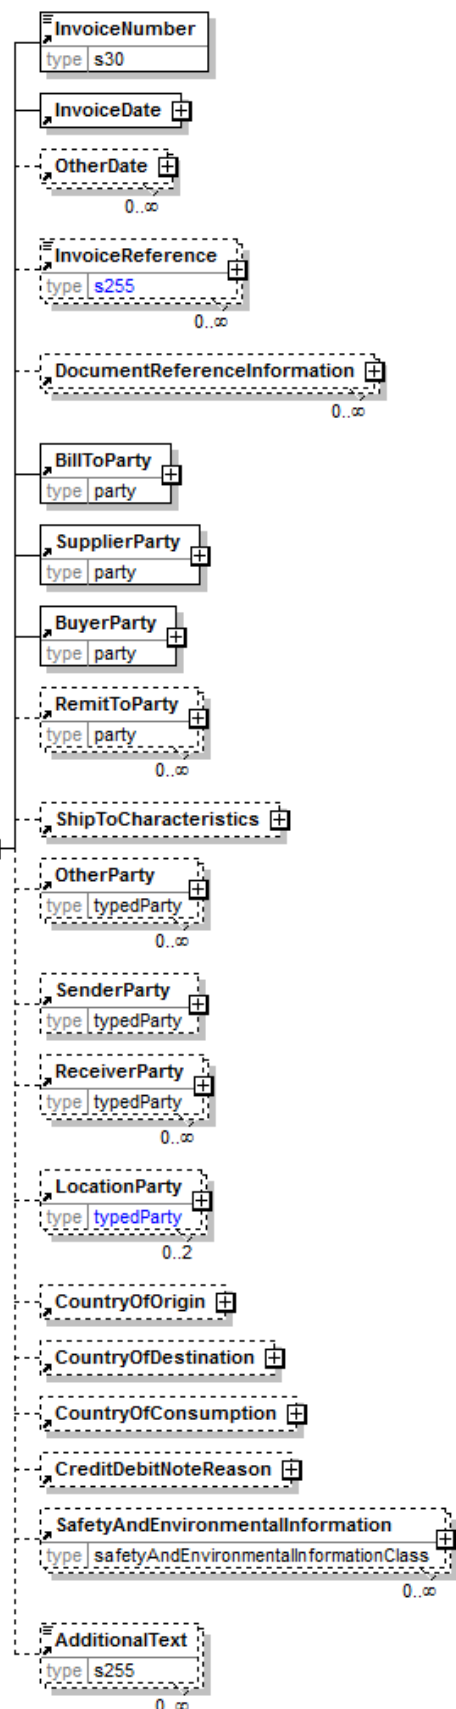 InvoiceNumber
type s30
InvoiceDate
OtherDate
0..∞
InvoiceReference
type s255
0..∞
DocumentReferenceInformation
0..∞
BillToParty
type party
SupplierParty
type party
BuyerParty
type party
RemitToParty
type party
0..∞
ShipToCharacteristics
OtherParty
type typedParty
0..∞
SenderParty
type typedParty
ReceiverParty
type typedParty
0..∞
LocationParty
type typedParty
0..2
CountryOfOrigin
CountryOfDestination
CountryOfConsumption
CreditDebitNoteReason
SafetyAndEnvironmentalInformation
type safetyAndEnvironmentalInformationClass
0..∞
AdditionalText
type s255
0..∞